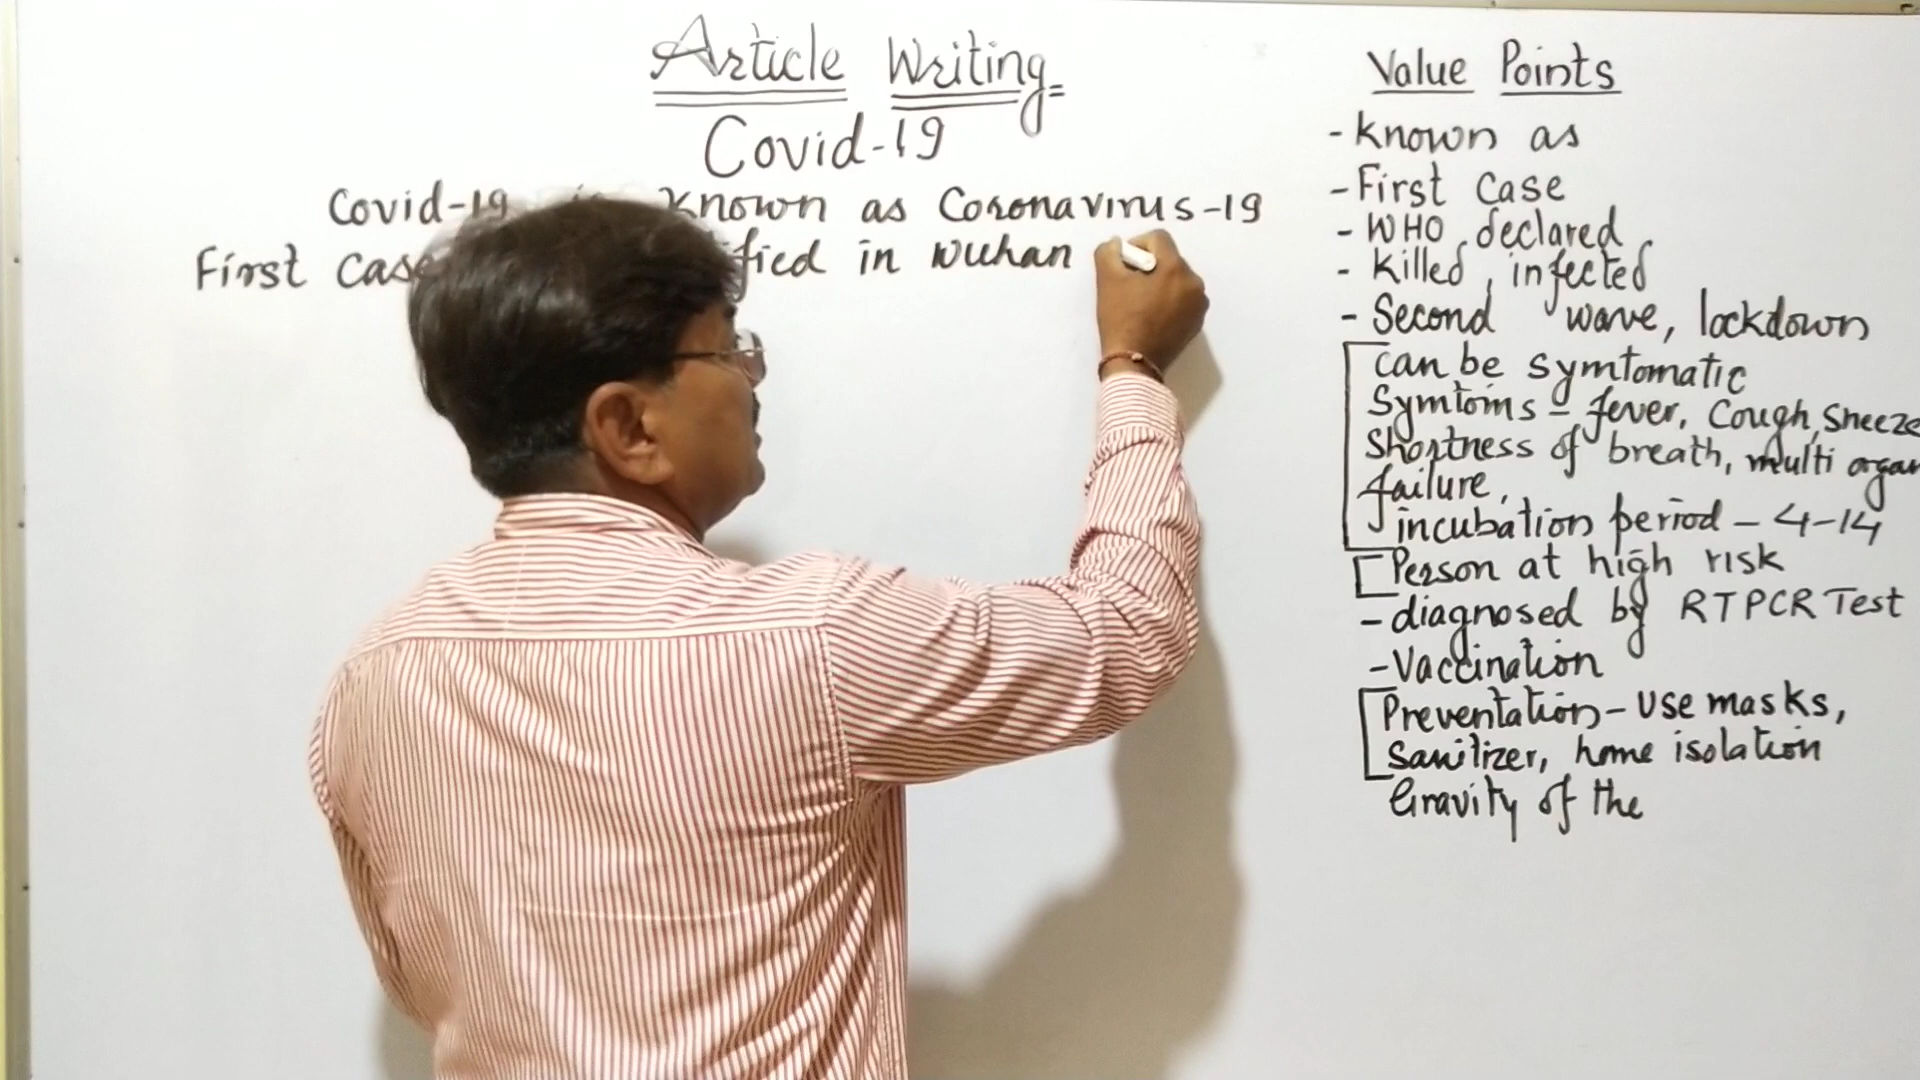 Article Writing
Covid-19
Covid-19 is known as Coronavirus-19
First Case fied in Wuhan
Value Points
- Known as
- First Case
- WHO, declared
- Killed, infected
- Second wave, lockdown
can be symtomatic
Symtoms - fever, Cough, Sneeze
Shortness of breath, multi organ
failure,
incubation period - 4-14
Person at high risk
- diagnosed by RTPCR Test
- Vaccination
Preventation - Use masks,
Sanitizer, home isolation
Gravity of the